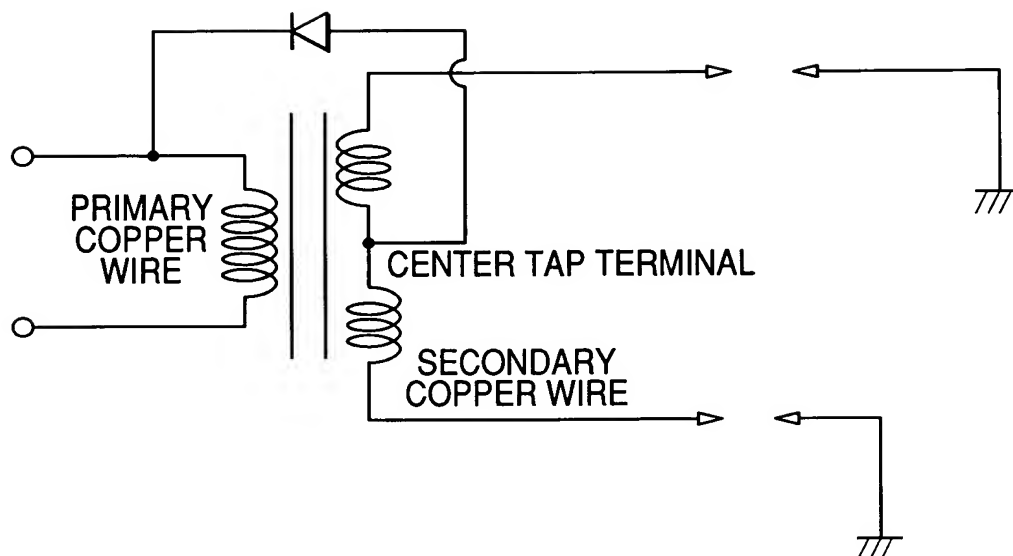 PRIMARY
COPPER
WIRE
CENTER TAP TERMINAL
SECONDARY
COPPER WIRE